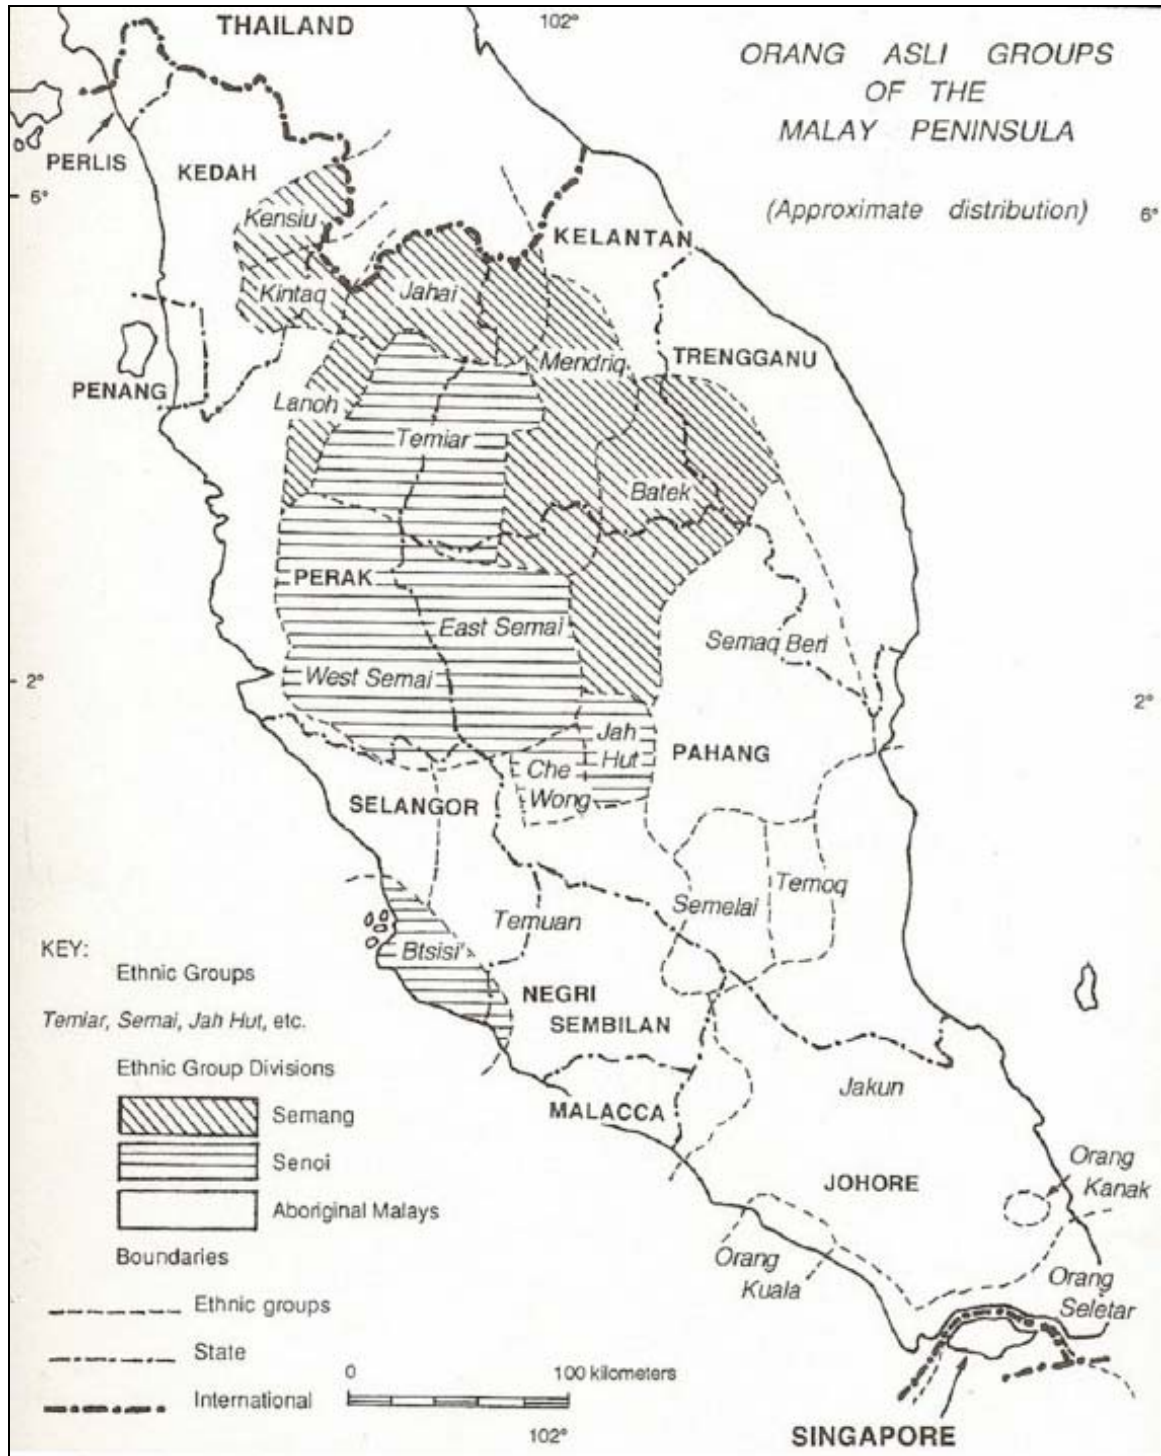 THAILAND
102°
ORANG ASLI GROUPS
OF THE
MALAY PENINSULA
(Approximate distribution)
PERLIS
KEDAH
6°
6°
Kensiu
KELANTAN
Kintaq
Jahai
Mendriq
TRENGGANU
PENANG
Lanoh
Temiar
Batek
PERAK
East Semai
Semaq Beri
West Semai
2°
2°
Jah
Hut
PAHANG
Che
Wong
SELANGOR
Semelai
Temoq
Temuan
Btsisi'
NEGRI
SEMBILAN
Jakun
MALACCA
JOHORE
Orang
Kanak
Orang
Kuala
Orang
Seletar
SINGAPORE
KEY:
Ethnic Groups
Temiar, Semai, Jah Hut, etc.
Ethnic Group Divisions
Semang
Senoi
Aboriginal Malays
Boundaries
Ethnic groups
State
International
0
100 kilometers
102°